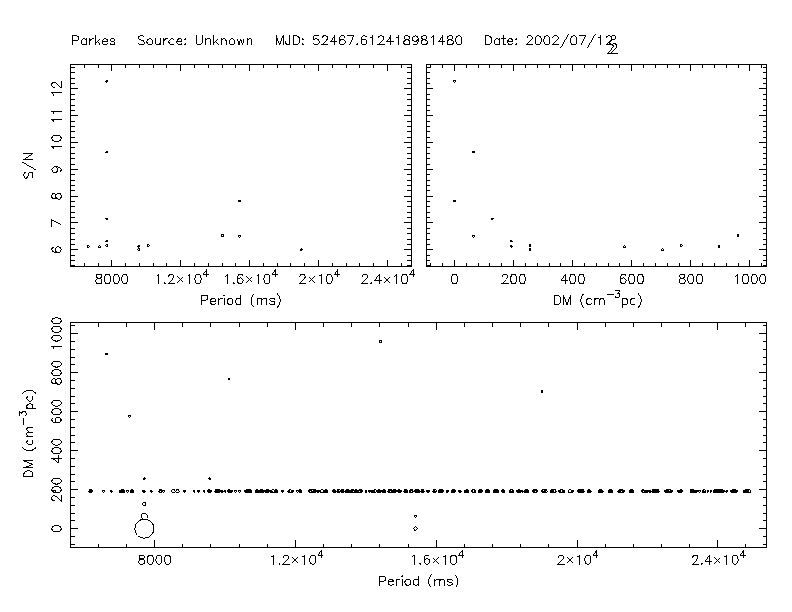 Parkes Source: Unknown MJD: 52467.612418981480 Date: 2002/07/12
S/N
12
11
10
9
8
7
6
8000 1.2×10⁴ 1.6×10⁴ 2×10⁴ 2.4×10⁴
Period (ms)
0 200 400 600 800 1000
DM (cm⁻³pc)
DM (cm⁻³pc)
1000
800
600
400
200
0
8000 1.2×10⁴ 1.6×10⁴ 2×10⁴ 2.4×10⁴
Period (ms)